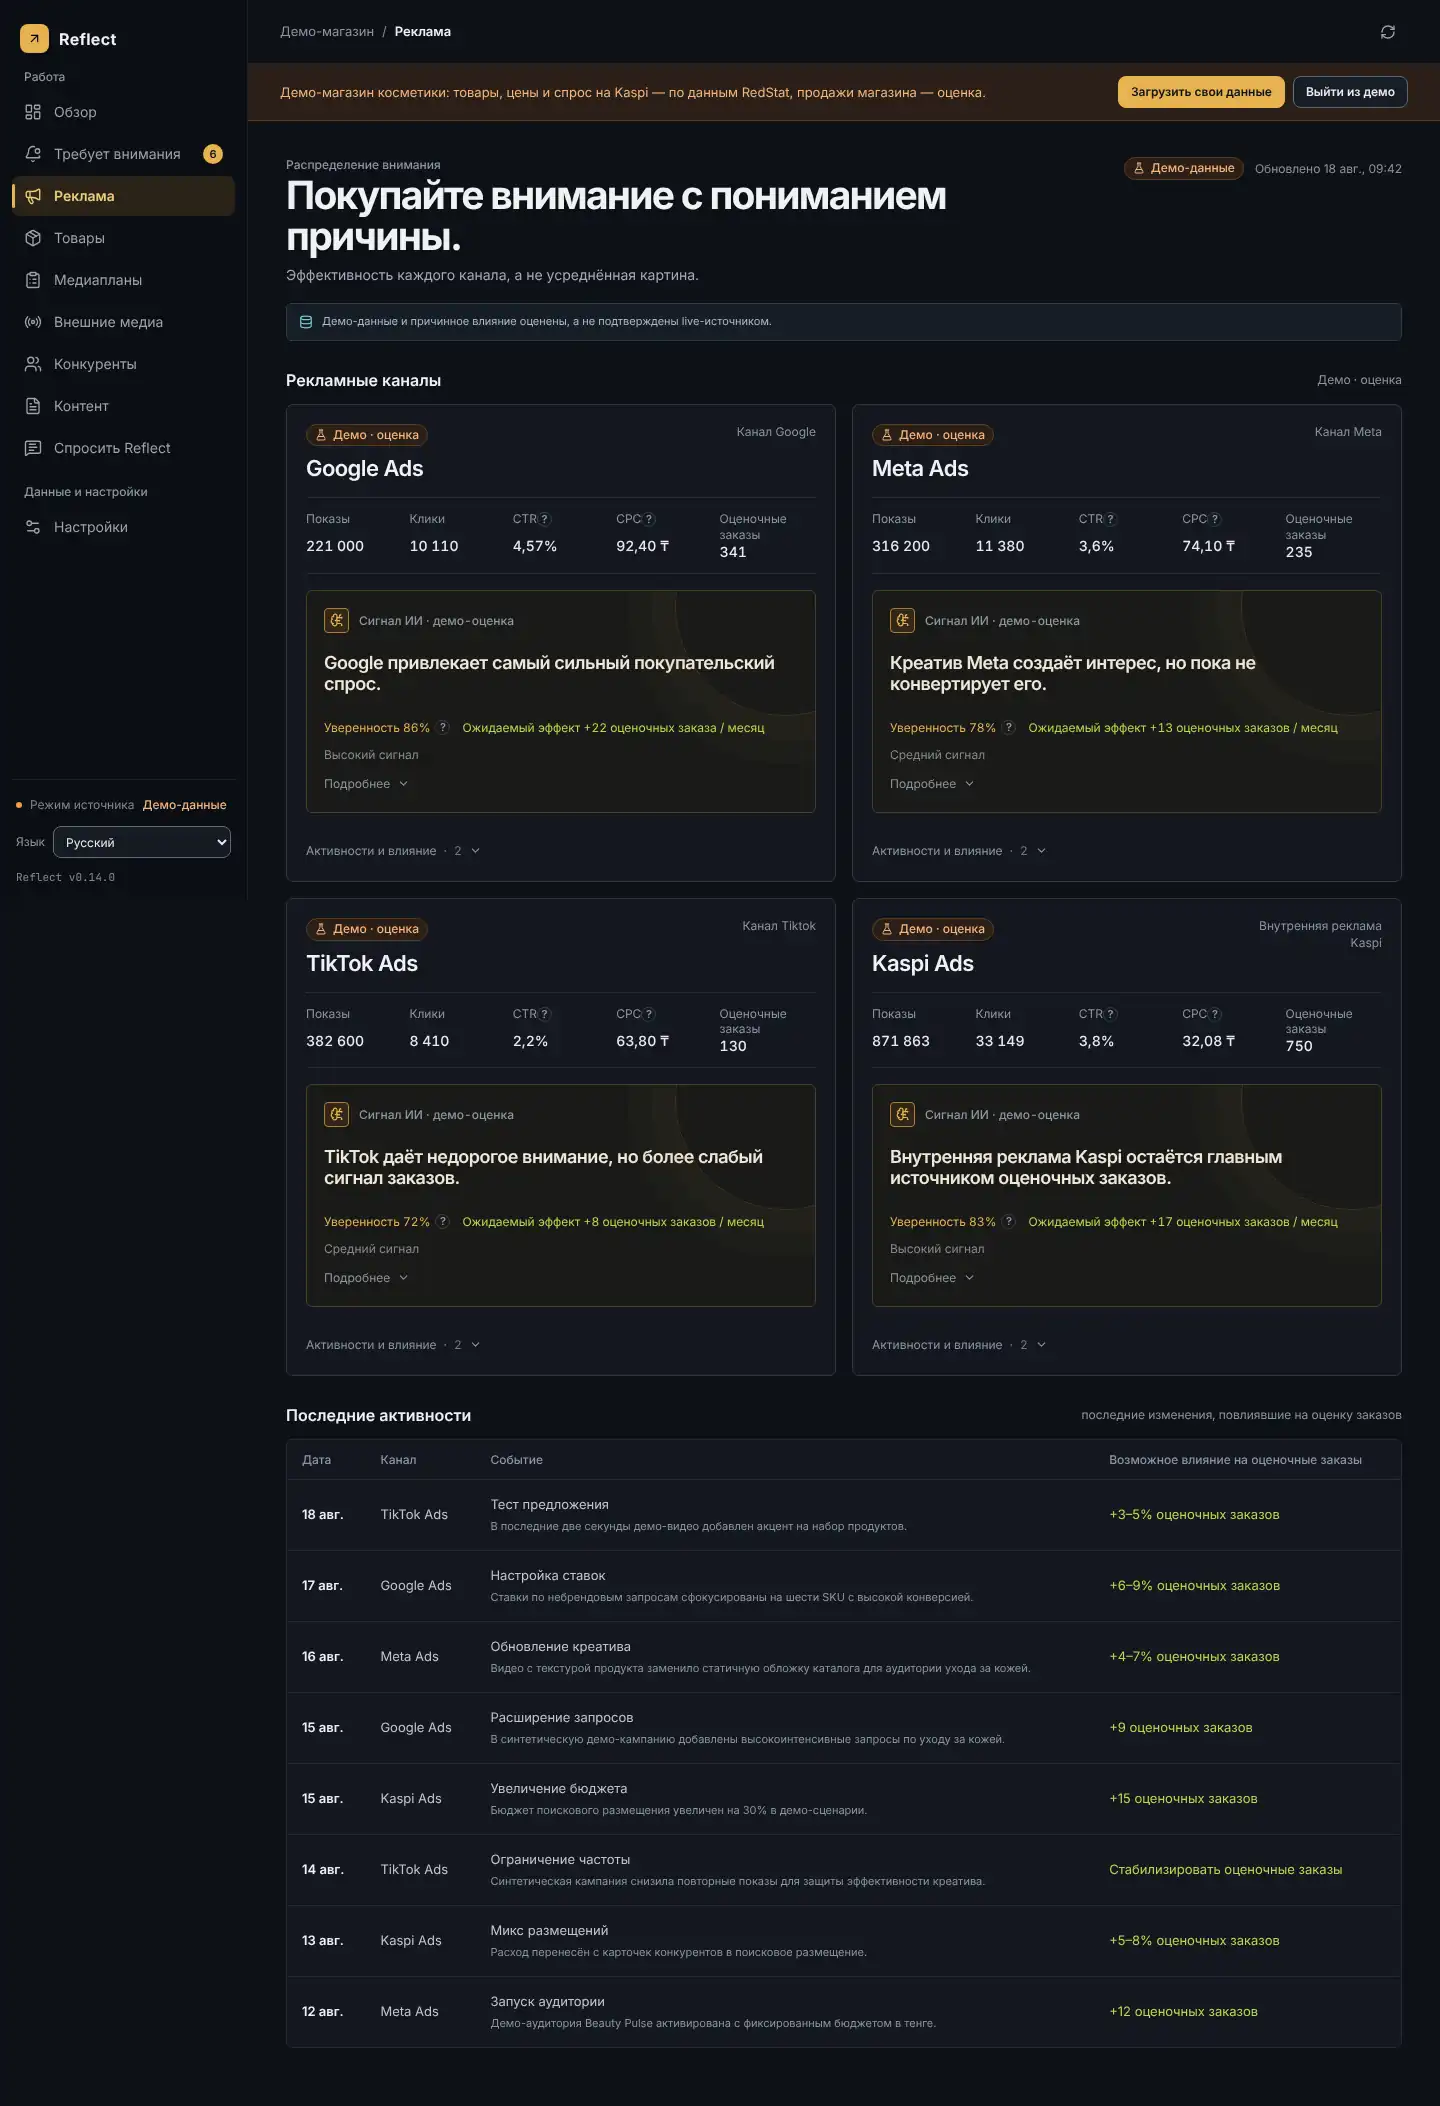 Reflect
Работа
Обзор
Требует внимания 6
Реклама
Товары
Медиапланы
Внешние медиа
Конкуренты
Контент
Спросить Reflect
Данные и настройки
Настройки
Режим источника Демо-данные
Язык Русский
Reflect v0.14.0
Демо-магазин / Реклама
Демо-магазин косметики: товары, цены и спрос на Kaspi — по данным RedStat, продажи магазина — оценка.
Загрузить свои данные
Выйти из демо
Распределение внимания
Демо-данные Обновлено 18 авг., 09:42
Покупайте внимание с пониманием
причины.
Эффективность каждого канала, а не усреднённая картина.
Демо-данные и причинное влияние оценены, а не подтверждены live-источником.
Рекламные каналы
Демо · оценка
Демо · оценка
Канал Google
Google Ads
Показы Клики CTR? CPC? Оценочные
заказы
221 000 10 110 4,57% 92,40 ₸ 341
Сигнал ИИ · демо-оценка
Google привлекает самый сильный покупательский
спрос.
Уверенность 86% ? Ожидаемый эффект +22 оценочных заказа / месяц
Высокий сигнал
Подробнее
Активности и влияние · 2
Демо · оценка
Канал Meta
Meta Ads
Показы Клики CTR? CPC? Оценочные
заказы
316 200 11 380 3,6% 74,10 ₸ 235
Сигнал ИИ · демо-оценка
Креатив Meta создаёт интерес, но пока не
конвертирует его.
Уверенность 78% ? Ожидаемый эффект +13 оценочных заказов / месяц
Средний сигнал
Подробнее
Активности и влияние · 2
Демо · оценка
Канал Tiktok
TikTok Ads
Показы Клики CTR? CPC? Оценочные
заказы
382 600 8 410 2,2% 63,80 ₸ 130
Сигнал ИИ · демо-оценка
TikTok даёт недорогое внимание, но более слабый
сигнал заказов.
Уверенность 72% ? Ожидаемый эффект +8 оценочных заказов / месяц
Средний сигнал
Подробнее
Активности и влияние · 2
Демо · оценка
Внутренняя реклама
Kaspi
Kaspi Ads
Показы Клики CTR? CPC? Оценочные
заказы
871 863 33 149 3,8% 32,08 ₸ 750
Сигнал ИИ · демо-оценка
Внутренняя реклама Kaspi остаётся главным
источником оценочных заказов.
Уверенность 83% ? Ожидаемый эффект +17 оценочных заказов / месяц
Высокий сигнал
Подробнее
Активности и влияние · 2
Последние активности
последние изменения, повлиявшие на оценку заказов
Дата Канал Событие Возможное влияние на оценочные заказы
18 авг. TikTok Ads Тест предложения +3–5% оценочных заказов
В последние две секунды демо-видео добавлен акцент на набор продуктов.
17 авг. Google Ads Настройка ставок +6–9% оценочных заказов
Ставки по небрендовым запросам сфокусированы на шести SKU с высокой конверсией.
16 авг. Meta Ads Обновление креатива +4–7% оценочных заказов
Видео с текстурой продукта заменило статичную обложку каталога для аудитории ухода за кожей.
15 авг. Google Ads Расширение запросов +9 оценочных заказов
В синтетическую демо-кампанию добавлены высокоинтенсивные запросы по уходу за кожей.
15 авг. Kaspi Ads Увеличение бюджета +15 оценочных заказов
Бюджет поискового размещения увеличен на 30% в демо-сценарии.
14 авг. TikTok Ads Ограничение частоты Стабилизировать оценочные заказы
Синтетическая кампания снизила повторные показы для защиты эффективности креатива.
13 авг. Kaspi Ads Микс размещений +5–8% оценочных заказов
Расход перенесён с карточек конкурентов в поисковое размещение.
12 авг. Meta Ads Запуск аудитории +12 оценочных заказов
Демо-аудитория Beauty Pulse активирована с фиксированным бюджетом в тенге.